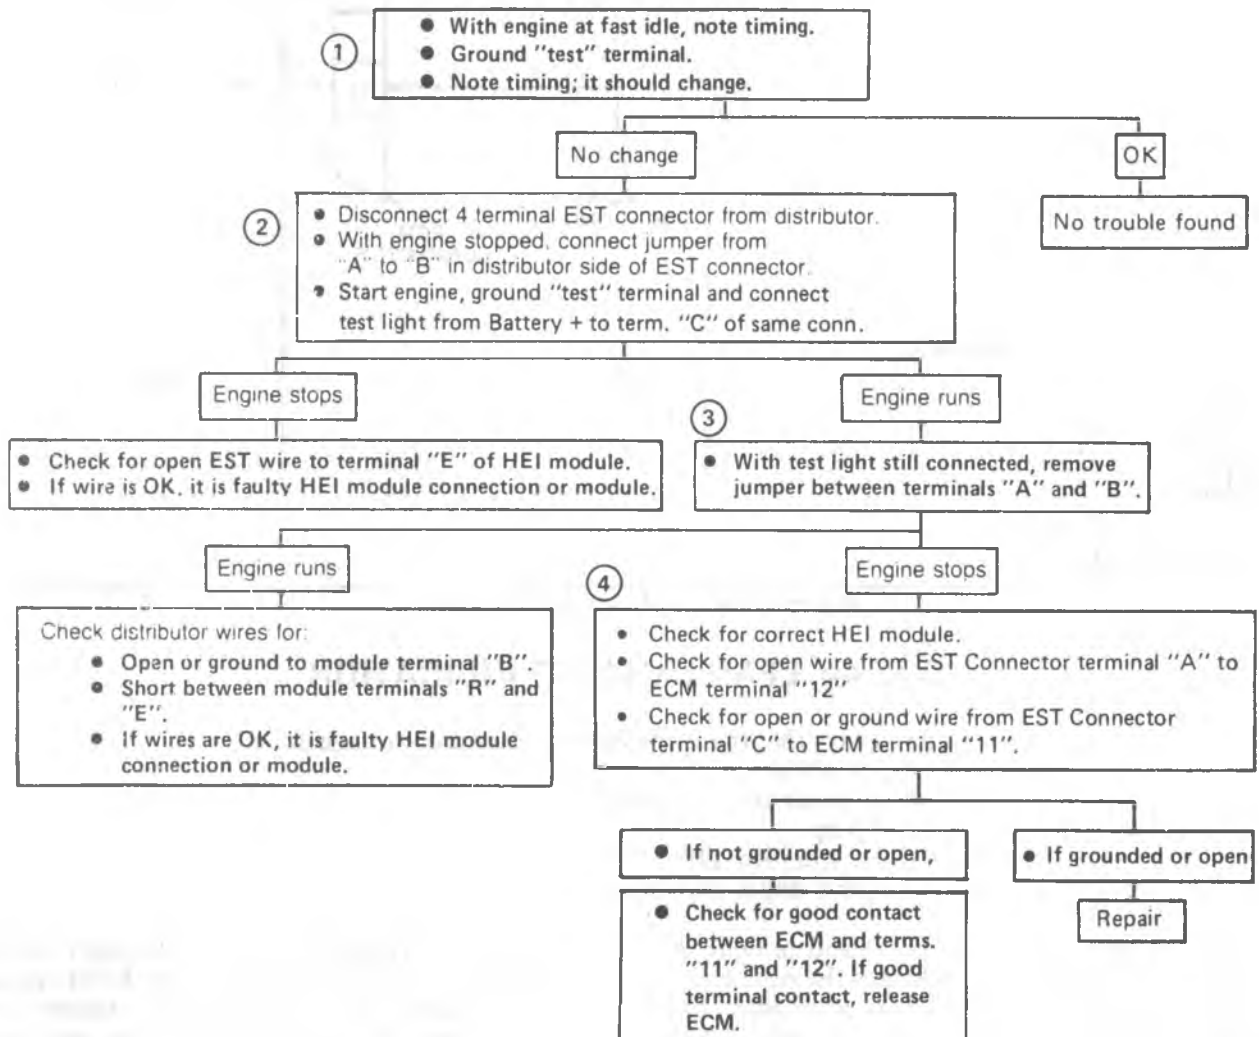 1
● With engine at fast idle, note timing.
● Ground "test" terminal.
● Note timing; it should change.
No change
OK
No trouble found
2
● Disconnect 4 terminal EST connector from distributor.
● With engine stopped, connect jumper from
"A" to "B" in distributor side of EST connector.
● Start engine, ground "test" terminal and connect
test light from Battery + to term. "C" of same conn.
Engine stops
Engine runs
● Check for open EST wire to terminal "E" of HEI module.
● If wire is OK, it is faulty HEI module connection or module.
3
● With test light still connected, remove
jumper between terminals "A" and "B".
Engine runs
Engine stops
Check distributor wires for:
● Open or ground to module terminal "B".
● Short between module terminals "R" and
"E".
● If wires are OK, it is faulty HEI module
connection or module.
4
● Check for correct HEI module.
● Check for open wire from EST Connector terminal "A" to
ECM terminal "12"
● Check for open or ground wire from EST Connector
terminal "C" to ECM terminal "11".
● If not grounded or open,
● If grounded or open
● Check for good contact
between ECM and terms.
"11" and "12". If good
terminal contact, release
ECM.
Repair